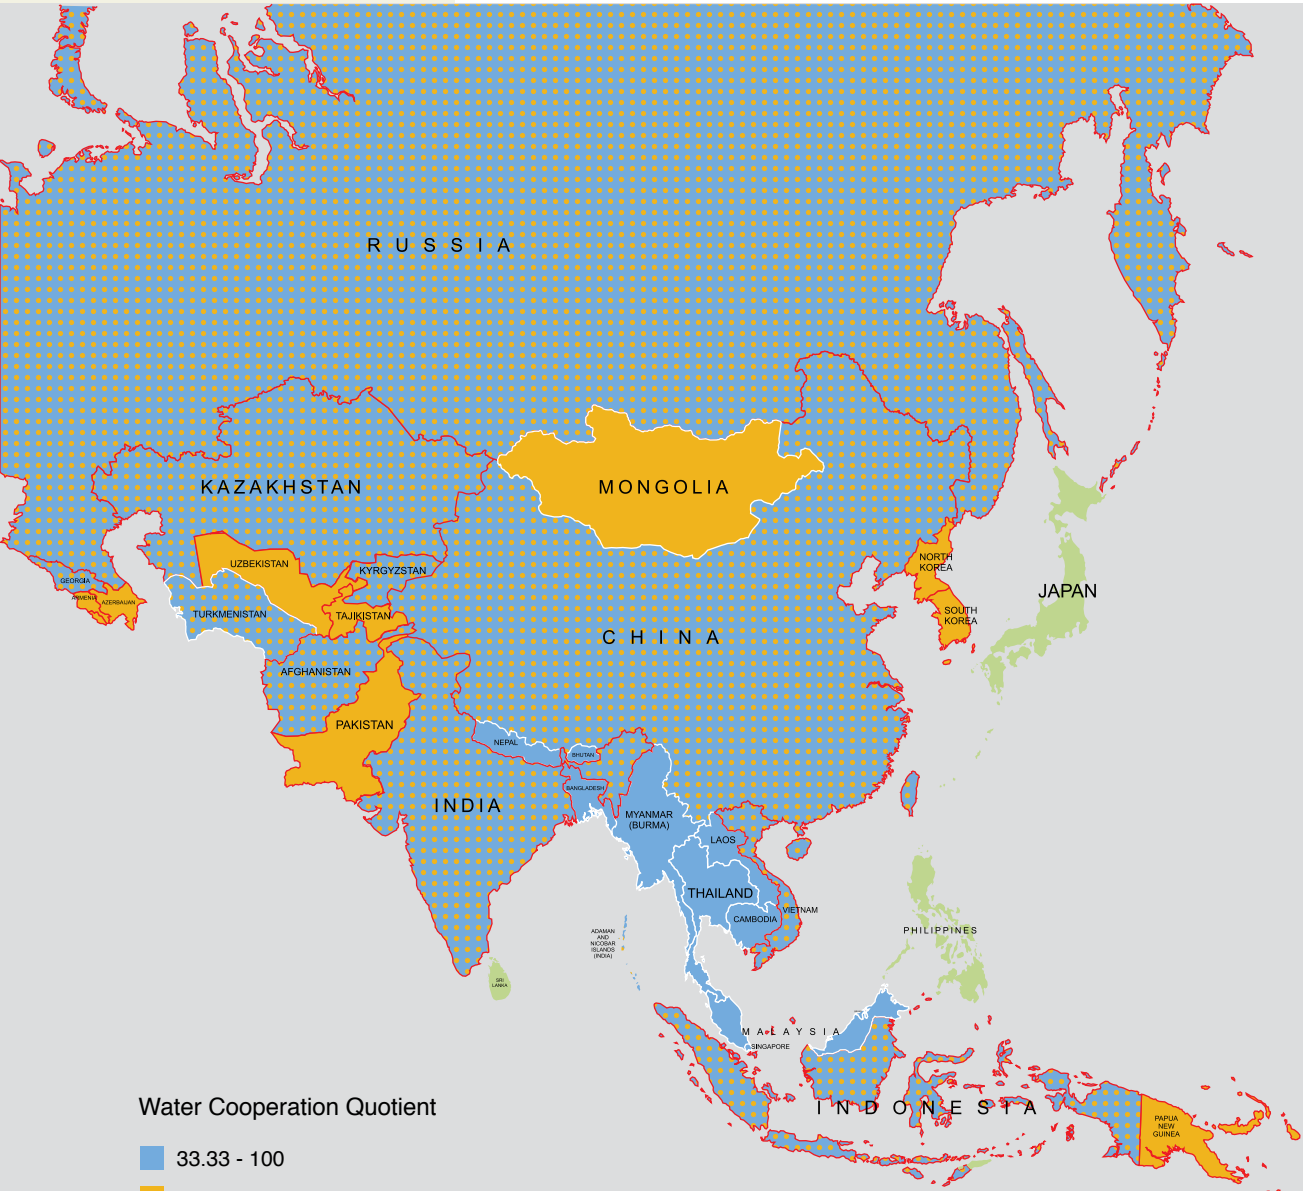 RUSSIA
KAZAKHSTAN
MONGOLIA
UZBEKISTAN
KYRGYZSTAN
GEORGIA
ARMENIA
AZERBAIJAN
TURKMENISTAN
TAJIKISTAN
NORTH
KOREA
SOUTH
KOREA
JAPAN
CHINA
AFGHANISTAN
PAKISTAN
NEPAL
BHUTAN
BANGLADESH
INDIA
MYANMAR
(BURMA)
LAOS
THAILAND
CAMBODIA
VIETNAM
ADAMAN
AND
NICOBAR
ISLANDS
(INDIA)
PHILIPPINES
SRI
LANKA
MALAYSIA
SINGAPORE
INDONESIA
PAPUA
NEW
GUINEA
Water Cooperation Quotient
33.33 - 100